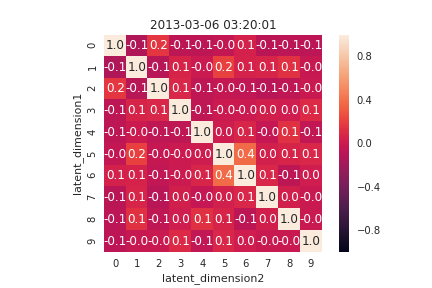 2013-03-06 03:20:01
0 1.0 -0.1 0.2 -0.1 -0.1 -0.0 0.1 -0.1 -0.1 -0.1
1 -0.1 1.0 -0.1 0.1 -0.0 0.2 0.1 0.1 0.1 -0.0
2 0.2 -0.1 1.0 0.1 -0.1 -0.0 -0.1 -0.1 -0.1 -0.0
3 -0.1 0.1 0.1 1.0 -0.1 -0.0 -0.0 0.0 0.0 0.1
4 -0.1 -0.0 -0.1 -0.1 1.0 0.0 0.1 -0.0 0.1 -0.1
5 -0.0 0.2 -0.0 -0.0 0.0 1.0 0.4 0.0 0.1 0.1
6 0.1 0.1 -0.1 -0.0 0.1 0.4 1.0 0.1 -0.1 0.0
7 -0.1 0.1 -0.1 0.0 -0.0 0.0 0.1 1.0 0.0 -0.0
8 -0.1 0.1 -0.1 0.0 0.1 0.1 -0.1 0.0 1.0 -0.0
9 -0.1 -0.0 -0.0 0.1 -0.1 0.1 0.0 -0.0 -0.0 1.0
0 1 2 3 4 5 6 7 8 9
latent_dimension2
latent_dimension1
0.8
0.4
0.0
-0.4
-0.8